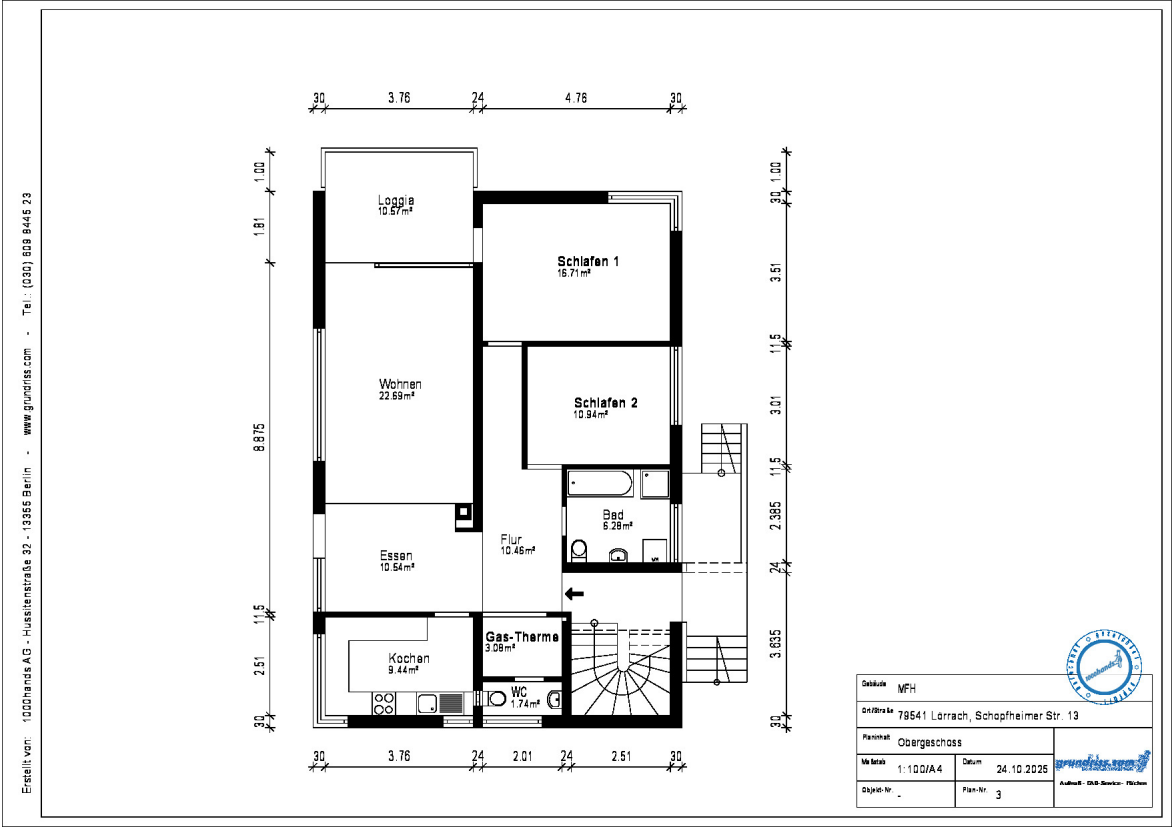 30 3.76 24 4.76 30
1.00
1.81
8.875
11.5
2.51
30
1.00
30
3.51
11.5
3.01
11.5
2.385
24
3.635
30
Loggia
10.57m²
Schlafen 1
16.71m²
Wohnen
22.69m²
Schlafen 2
10.94m²
Bad
6.28m²
Flur
10.46m²
Essen
10.54m²
Gas-Therme
3.08m²
Kochen
9.44m²
WC
1.74m²
30 3.76 24 2.01 24 2.51 30
Erstellt von: 1000hands AG - Hussitenstraße 32 - 13355 Berlin - www.grundriss.com - Tel.: (030) 609 8445 23
1000hands
Gebäude MFH
Ort/Straße 79541 Lörrach, Schopfheimer Str. 13
Planinhalt Obergeschoss
Maßstab 1:100/A4 Datum 24.10.2025
Objekt-Nr. - Plan-Nr. 3
grundriss.com
Aufmaß - CAD-Service - Flächen